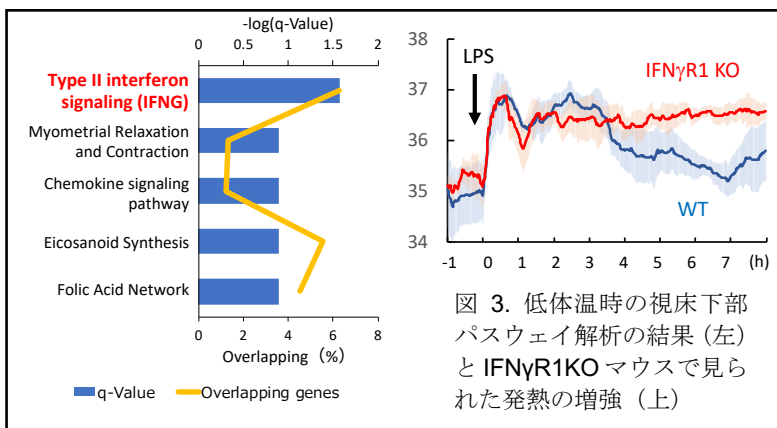 -log(q-Value)
0 0.5 1 1.5 2
Type II interferon
signaling (IFNG)
Myometrial Relaxation
and Contraction
Chemokine signaling
pathway
Eicosanoid Synthesis
Folic Acid Network
0 2 4 6 8
Overlapping（%）
q-Value Overlapping genes
38
37
36
35
34
LPS
IFNγR1 KO
WT
-1 0 1 2 3 4 5 6 7 (h)
図 3. 低体温時の視床下部
パスウェイ解析の結果（左）
と IFNγR1KO マウスで見ら
れた発熱の増強（上）